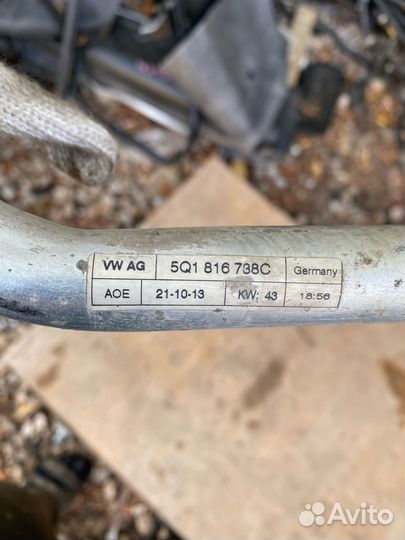 VW AG 5Q1 816 738C Germany
AOE 21-10-13 KW: 43 18:56
Avito